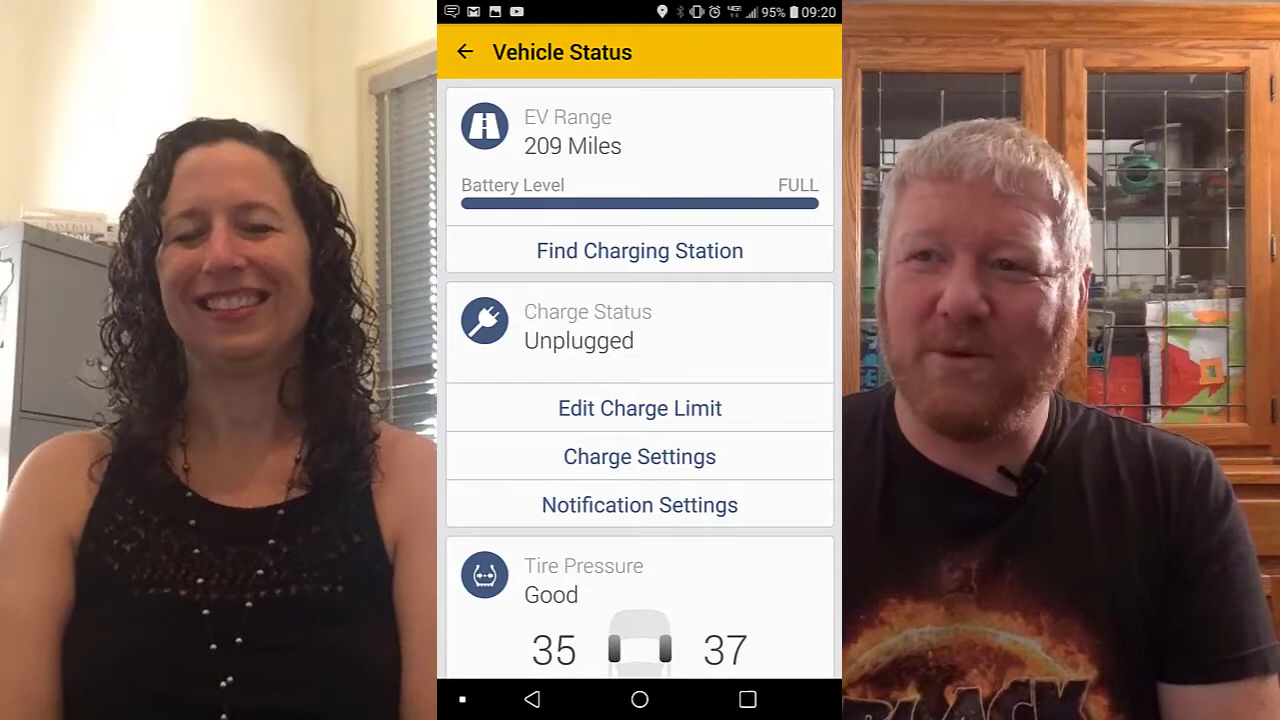 95% 09:20
Vehicle Status
EV Range
209 Miles
Battery Level FULL
Find Charging Station
Charge Status
Unplugged
Edit Charge Limit
Charge Settings
Notification Settings
Tire Pressure
Good
35 37
BASEBALL
BLACK